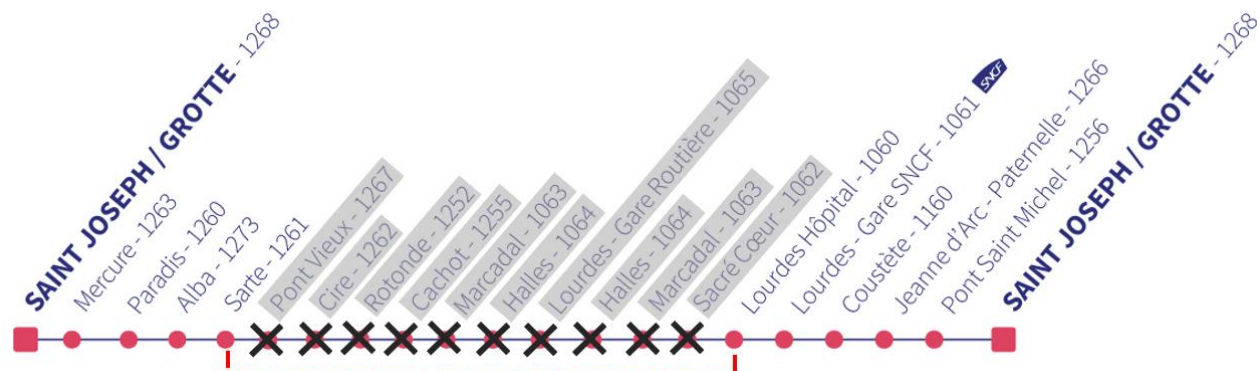 SAINT JOSEPH / GROTTE - 1268
Mercure - 1263
Paradis - 1260
Alba - 1273
Sarte - 1261
Pont Vieux - 1267
Cire - 1262
Rotonde - 1252
Cachot - 1255
Marcadal - 1063
Halles - 1064
Lourdes - Gare Routière - 1065
Halles - 1064
Marcadal - 1063
Sacré Cœur - 1062
Lourdes Hôpital - 1060
Lourdes - Gare SNCF - 1061 SNCF
Coustète - 1160
Jeanne d'Arc - Paternelle - 1266
Pont Saint Michel - 1256
SAINT JOSEPH / GROTTE - 1268